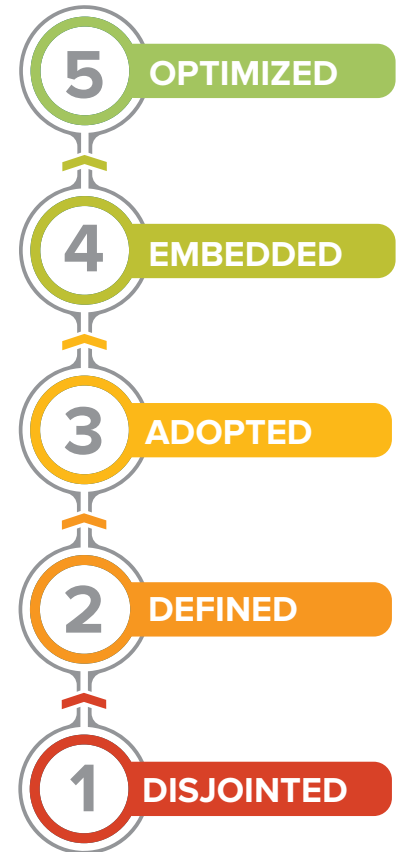 5 OPTIMIZED
4 EMBEDDED
3 ADOPTED
2 DEFINED
1 DISJOINTED